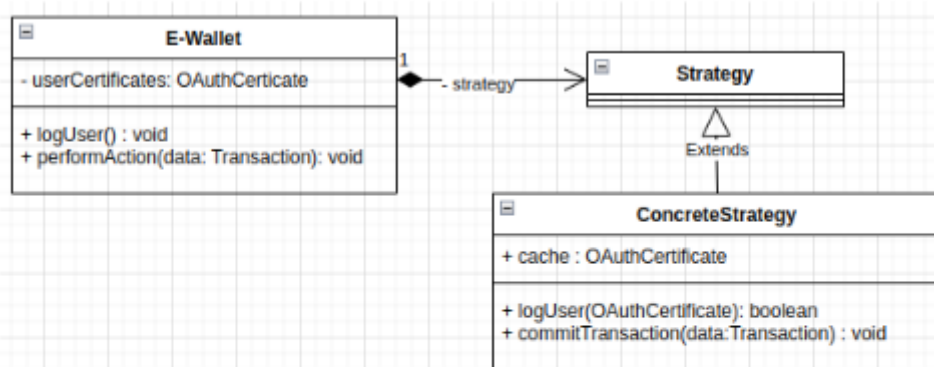 E-Wallet
- userCertificates: OAuthCerticate
+ logUser() : void
+ performAction(data: Transaction): void
1
- strategy
Strategy
Extends
ConcreteStrategy
+ cache : OAuthCertificate
+ logUser(OAuthCertificate): boolean
+ commitTransaction(data:Transaction) : void